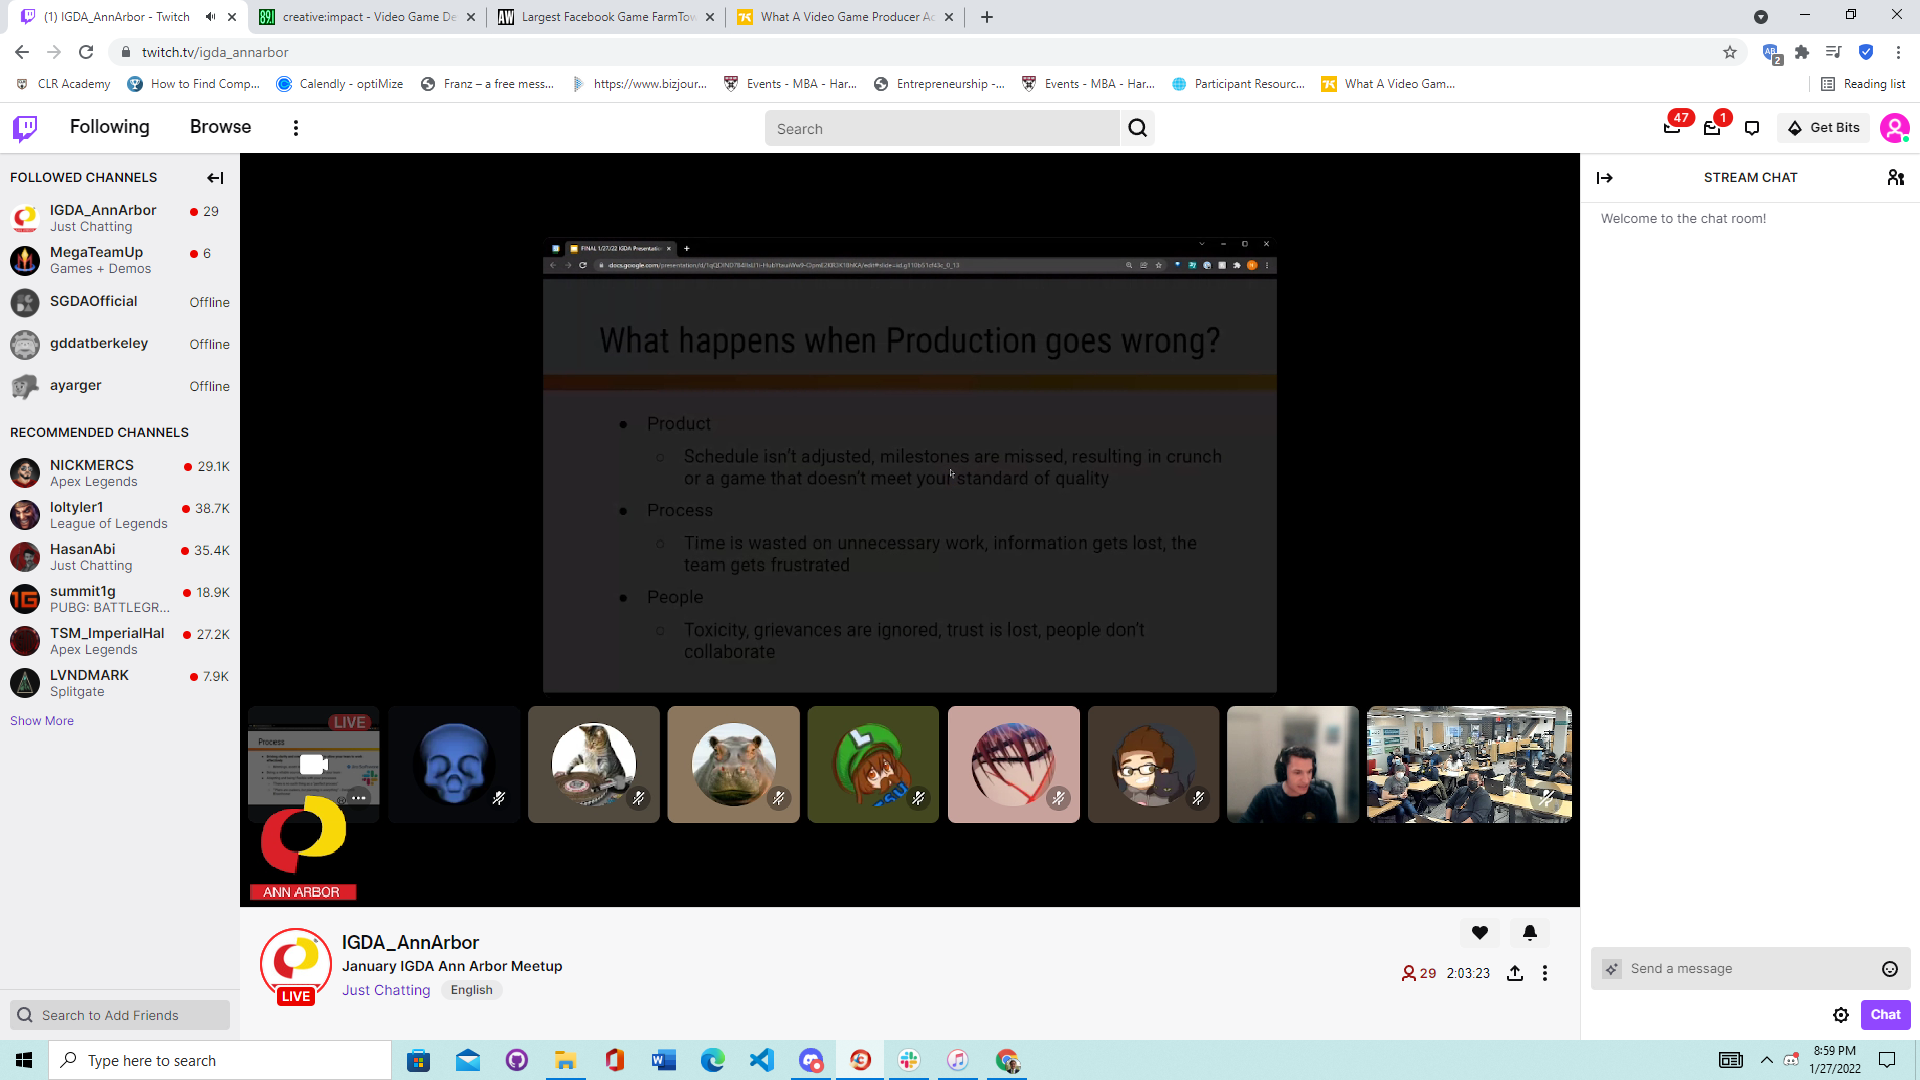 (1) IGDA_AnnArbor - Twitch
creative:impact - Video Game De
Largest Facebook Game FarmTow
What A Video Game Producer Ac
twitch.tv/igda_annarbor
CLR Academy
How to Find Comp...
Calendly - optiMize
Franz – a free mess...
https://www.bizjour...
Events - MBA - Har...
Entrepreneurship -...
Events - MBA - Har...
Participant Resourc...
What A Video Gam...
Reading list
Following
Browse
Search
47
1
Get Bits
FOLLOWED CHANNELS
IGDA_AnnArbor
29
Just Chatting
MegaTeamUp
6
Games + Demos
SGDAOfficial
Offline
gddatberkeley
Offline
ayarger
Offline
RECOMMENDED CHANNELS
NICKMERCS
29.1K
Apex Legends
loltyler1
38.7K
League of Legends
HasanAbi
35.4K
Just Chatting
summit1g
18.9K
PUBG: BATTLEGR...
TSM_ImperialHal
27.2K
Apex Legends
LVNDMARK
7.9K
Splitgate
Show More
Search to Add Friends
FINAL 1/27/22 IGDA Presentatio
What happens when Production goes wrong?
Product
Schedule isn't adjusted, milestones are missed, resulting in crunch
or a game that doesn't meet your standard of quality
Process
Time is wasted on unnecessary work, information gets lost, the
team gets frustrated
People
Toxicity, grievances are ignored, trust is lost, people don't
collaborate
LIVE
Process
ANN ARBOR
LIVE
IGDA_AnnArbor
January IGDA Ann Arbor Meetup
Just Chatting
English
29
2:03:23
STREAM CHAT
Welcome to the chat room!
Send a message
Chat
Type here to search
8:59 PM
1/27/2022